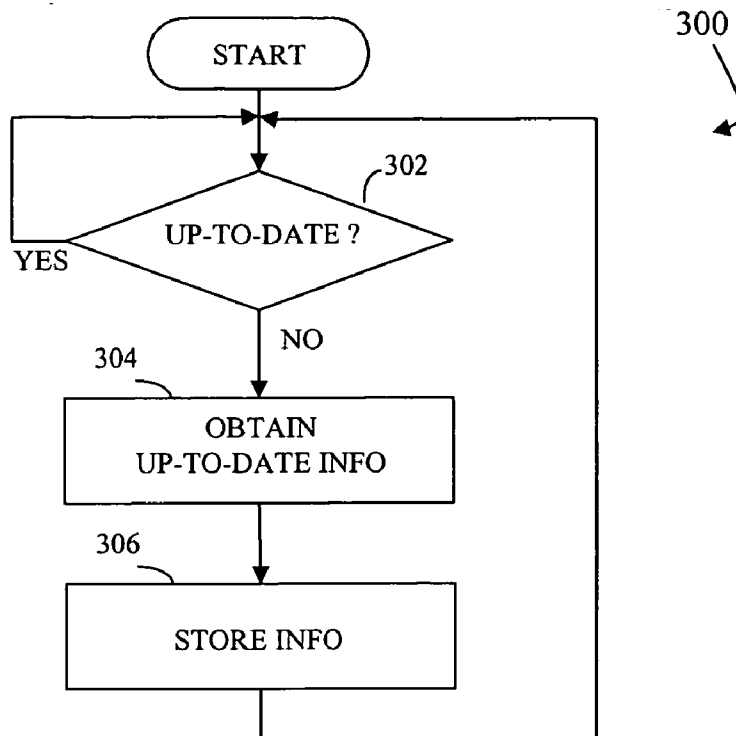 START
300
302
UP-TO-DATE ?
YES
NO
304
OBTAIN
UP-TO-DATE INFO
306
STORE INFO